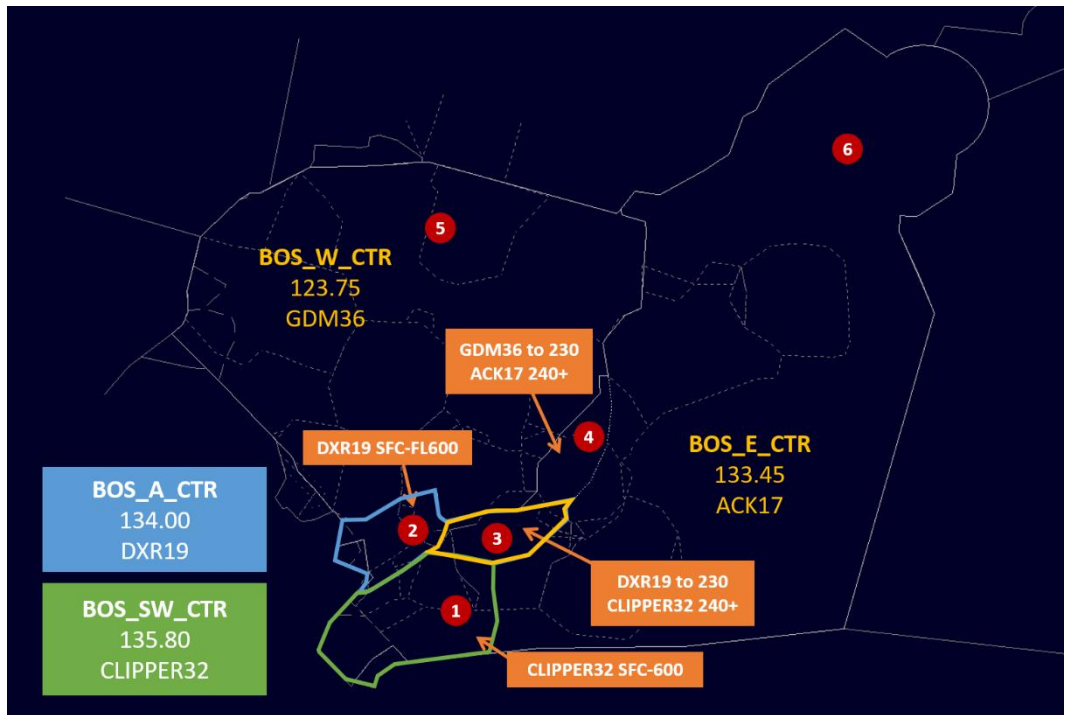 6
5
BOS_W_CTR
123.75
GDM36
GDM36 to 230
ACK17 240+
4
BOS_E_CTR
133.45
ACK17
DXR19 SFC-FL600
BOS_A_CTR
134.00
DXR19
2
3
DXR19 to 230
CLIPPER32 240+
BOS_SW_CTR
135.80
CLIPPER32
1
CLIPPER32 SFC-600